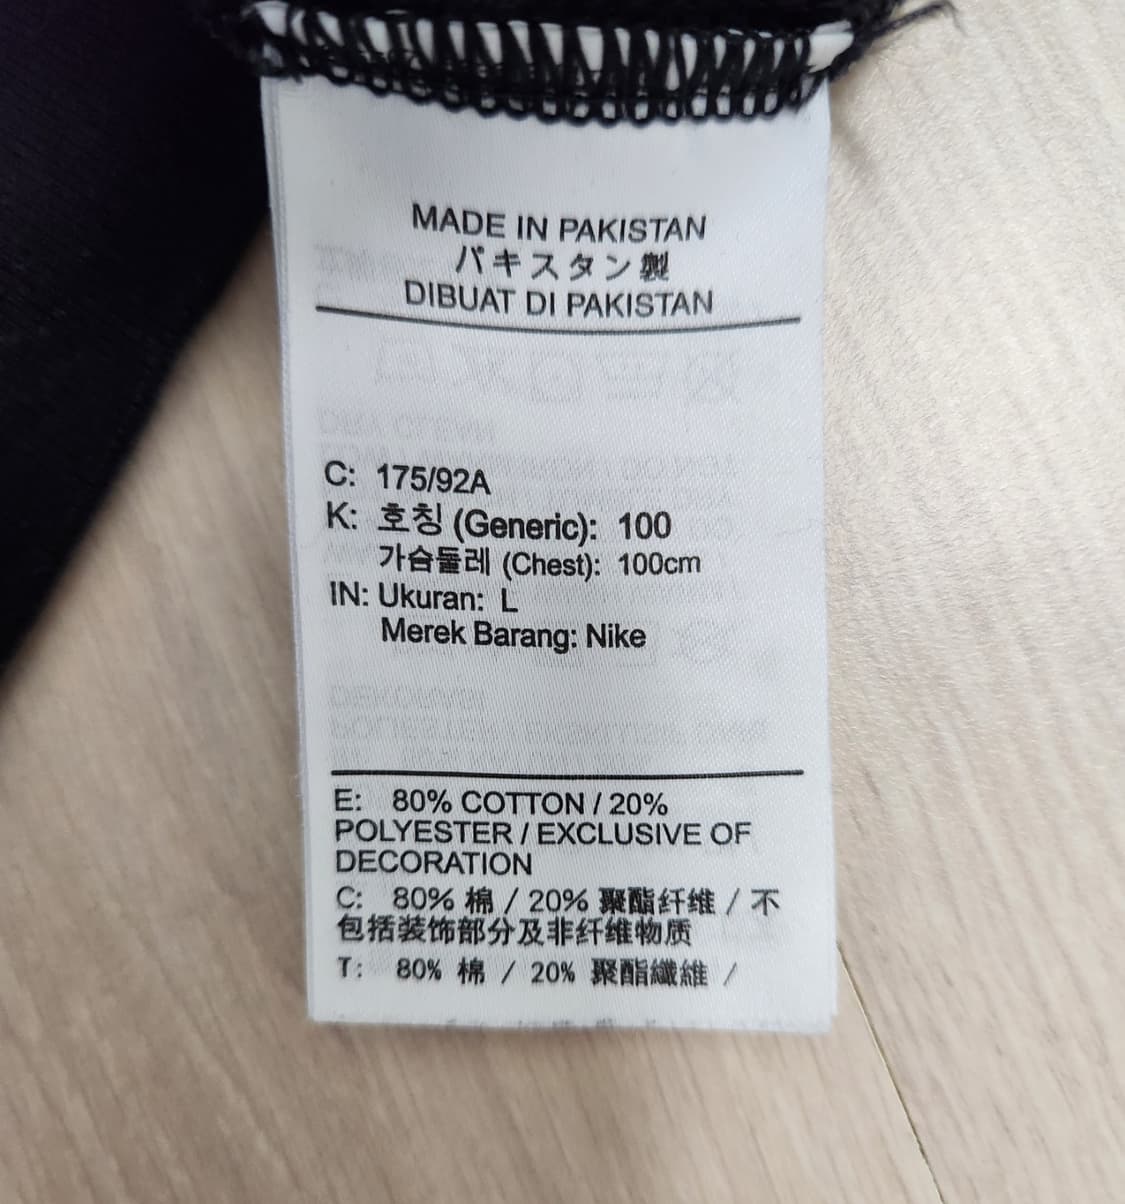 MADE IN PAKISTAN
パキスタン製
DIBUAT DI PAKISTAN
C: 175/92A
K: 호칭 (Generic): 100
가슴둘레 (Chest): 100cm
IN: Ukuran: L
Merek Barang: Nike
E: 80% COTTON / 20%
POLYESTER / EXCLUSIVE OF
DECORATION
C: 80% 棉 / 20% 聚酯纤维 / 不
包括装饰部分及非纤维物质
T: 80% 棉 / 20% 聚酯纖維 /